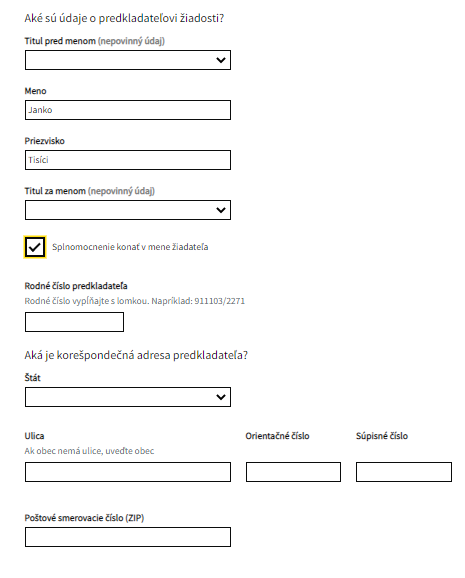 Aké sú údaje o predkladateľovi žiadosti?
Titul pred menom (nepovinný údaj)
Meno
Janko
Priezvisko
Tisíci
Titul za menom (nepovinný údaj)
Splnomocnenie konať v mene žiadateľa
Rodné číslo predkladateľa
Rodné číslo vypĺňajte s lomkou. Napríklad: 911103/2271
Aká je korešpondečná adresa predkladateľa?
Štát
Ulica Orientačné číslo Súpisné číslo
Ak obec nemá ulice, uveďte obec
Poštové smerovacie číslo (ZIP)